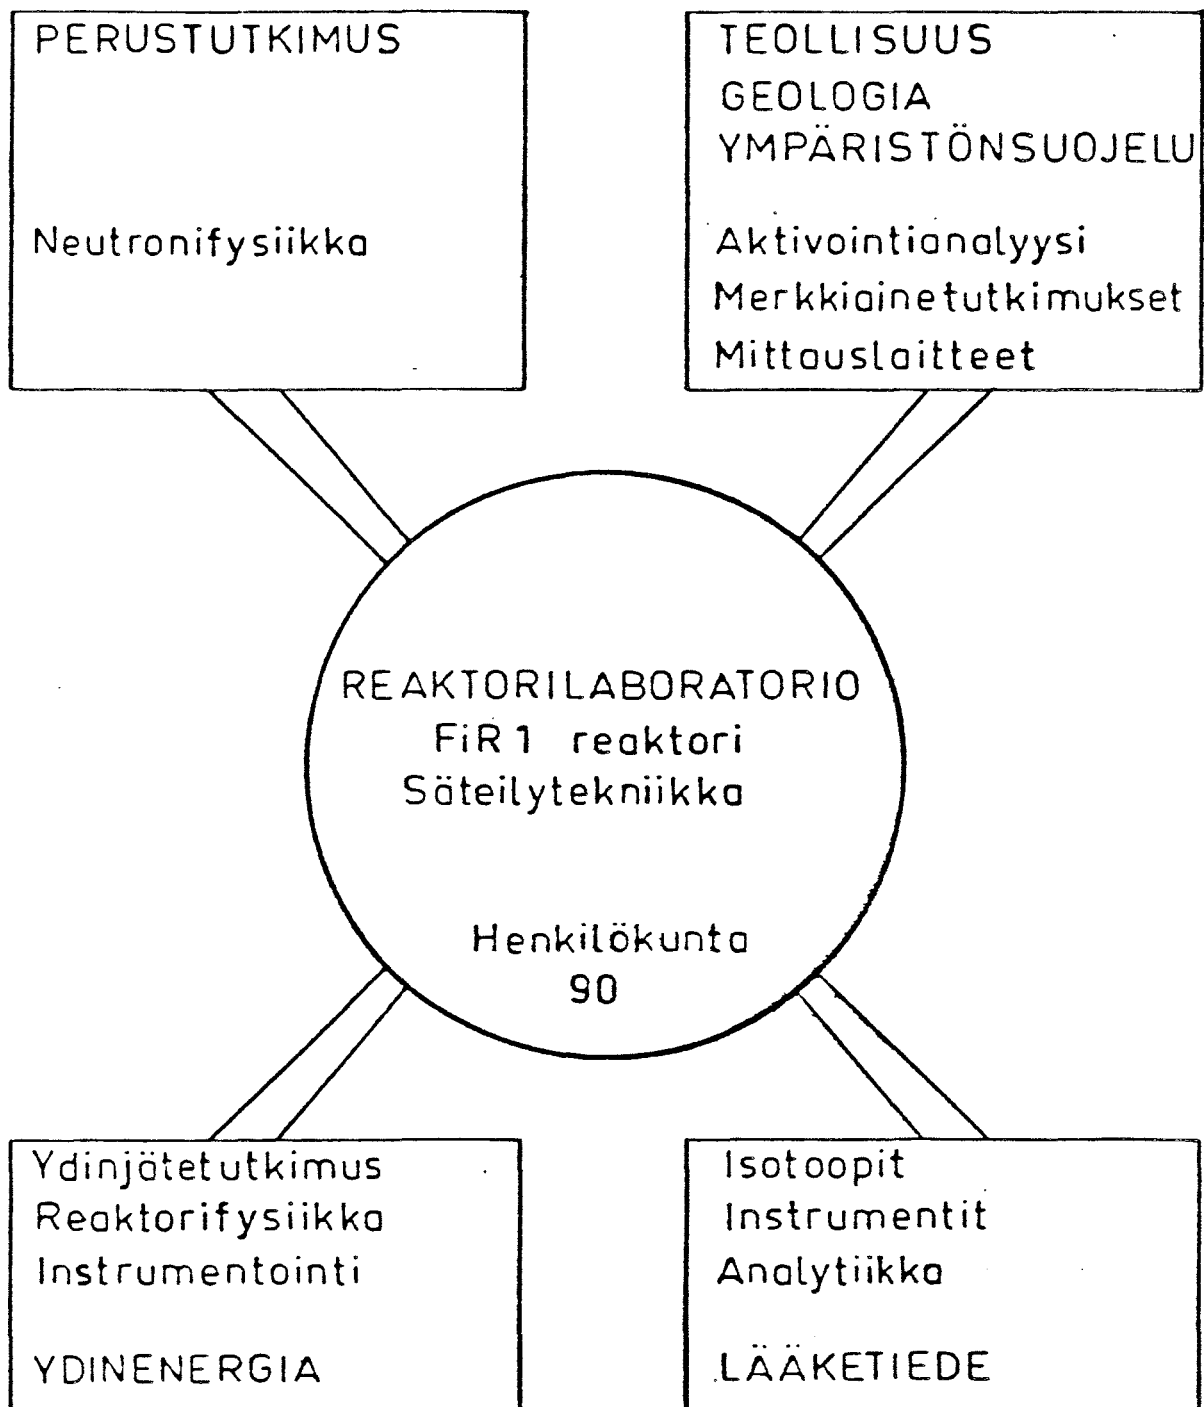 PERUSTUTKIMUS
Neutronifysiikka
TEOLLISUUS
GEOLOGIA
YMPÄRISTÖNSUOJELU
Aktivointianalyysi
Merkkiainetutkimukset
Mittauslaitteet
REAKTORILABORATORIO
FiR 1 reaktori
Säteilytekniikka
Henkilökunta
90
Ydinjätetutkimus
Reaktorifysiikka
Instrumentointi
YDINENERGIA
Isotoopit
Instrumentit
Analytiikka
LÄÄKETIEDE